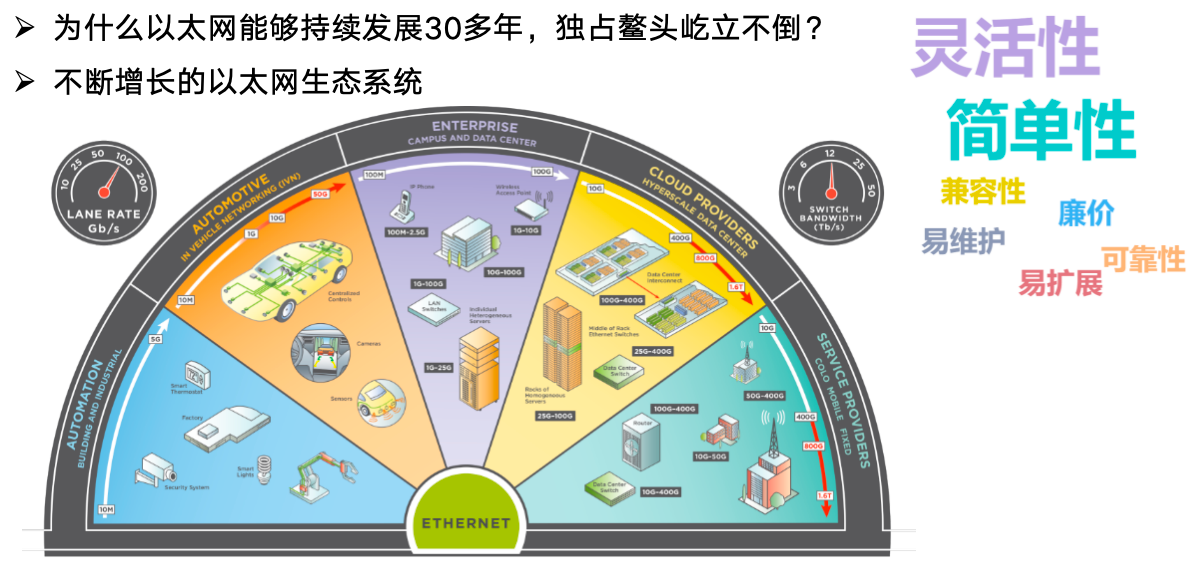 ➢ 为什么以太网能够持续发展30多年，独占鳌头屹立不倒？
➢ 不断增长的以太网生态系统
灵活性
简单性
兼容性
廉价
易维护
可靠性
易扩展
10 25 50 100 200
LANE RATE
Gb/s
3 6 12 25 50
SWITCH
BANDWIDTH
(Tb/s)
AUTOMATION
BUILDING AND INDUSTRIAL
5G
Smart
Thermostat
Factory
Security System
Smart
Lights
10M
AUTOMOTIVE
IN VEHICLE NETWORKING (IVN)
10M
1G
10G
50G
Centralized
Controls
Cameras
Sensors
ENTERPRISE
CAMPUS AND DATA CENTER
100M
100G
IP Phone
100M-2.5G
Wireless
Access Point
1G-10G
10G-100G
1G-100G
LAN
Switches
Individual
Heterogenous
Servers
1G-25G
CLOUD PROVIDERS
HYPERSCALE DATA CENTER
10G
400G
800G
1.6T
Data Center
Interconnect
100G-400G
Middle of Rack
Ethernet Switches
25G-400G
Data Center
Switch
Racks of
Homogenous
Servers
25G-100G
SERVICE PROVIDERS
COLO MOBILE FIXED
10G
50G-400G
400G
800G
1.6T
100G-400G
Router
10G-50G
Data Center
Switch
10G-400G
ETHERNET